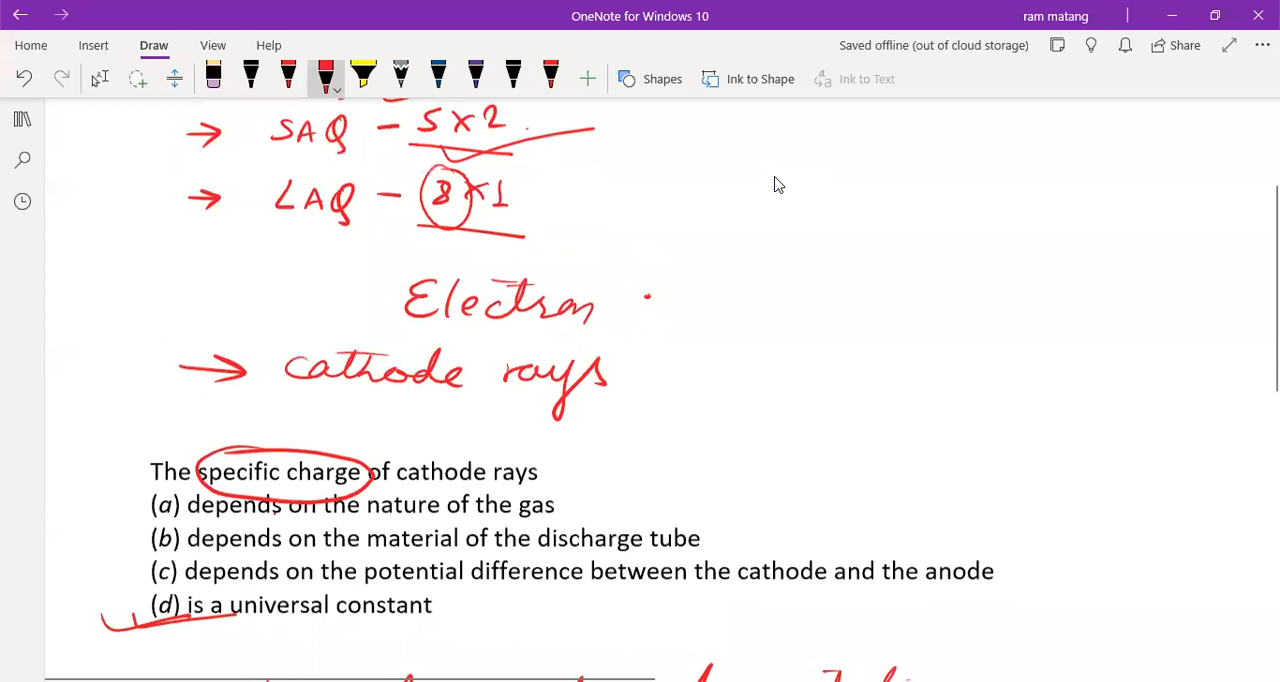 OneNote for Windows 10
ram matang
Home Insert Draw View Help
Saved offline (out of cloud storage)
Share
Shapes
Ink to Shape
Ink to Text
→ SAQ - 5×2
→ LAQ - 8×1
Electron
→ cathode rays
The specific charge of cathode rays
(a) depends on the nature of the gas
(b) depends on the material of the discharge tube
(c) depends on the potential difference between the cathode and the anode
(d) is a universal constant